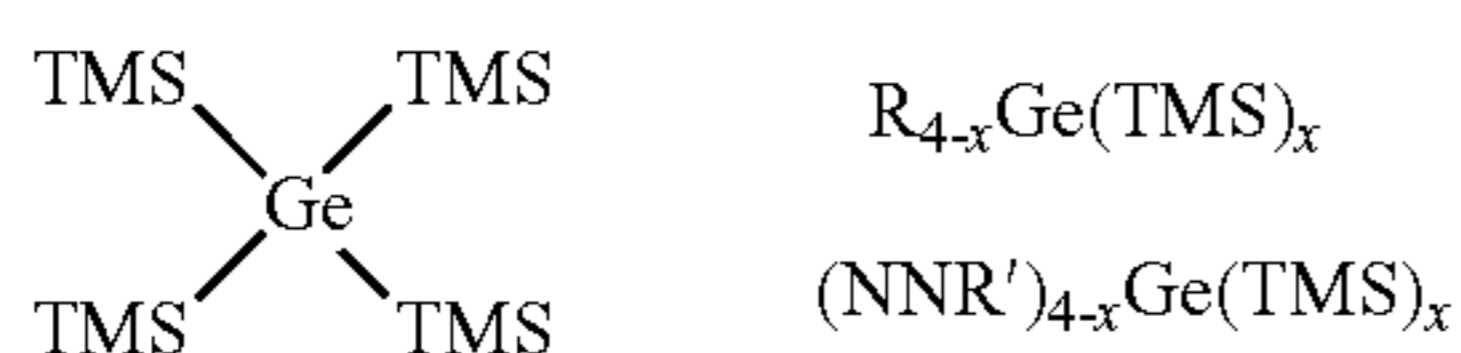 TMS TMS
R4-xGe(TMS)x
Ge
(NNR')4-xGe(TMS)x
TMS TMS